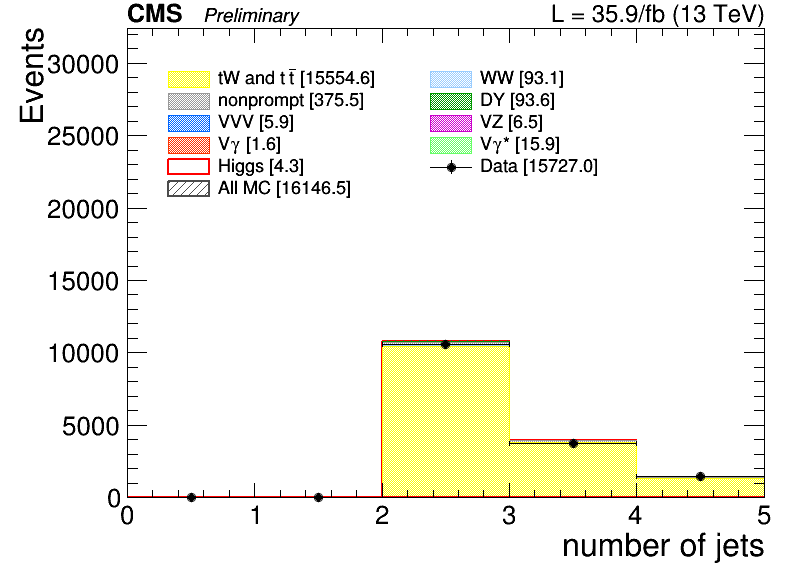 CMS Preliminary L = 35.9/fb (13 TeV)
Events
30000
25000
20000
15000
10000
5000
0
tW and t t̄ [15554.6]
nonprompt [375.5]
VVV [5.9]
Vγ [1.6]
Higgs [4.3]
All MC [16146.5]
WW [93.1]
DY [93.6]
VZ [6.5]
Vγ* [15.9]
Data [15727.0]
0 1 2 3 4 5
number of jets